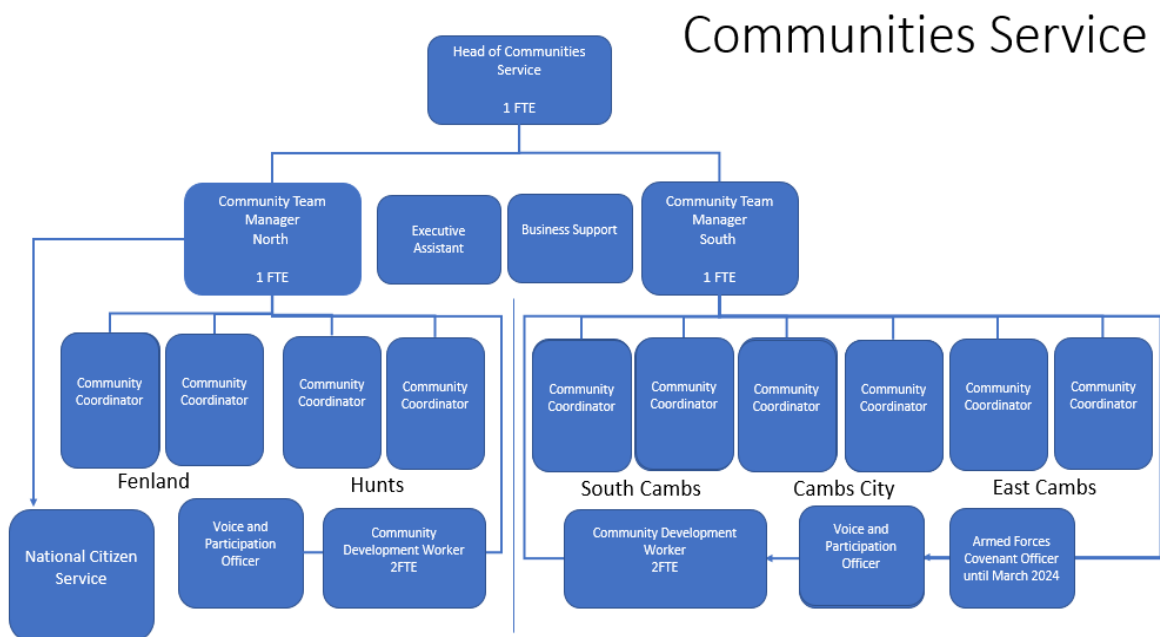 Communities Service
Head of Communities
Service
1 FTE
Community Team
Manager
North
1 FTE
Executive
Assistant
Business Support
Community Team
Manager
South
1 FTE
Community
Coordinator
Community
Coordinator
Community
Coordinator
Community
Coordinator
Community
Coordinator
Community
Coordinator
Community
Coordinator
Community
Coordinator
Community
Coordinator
Community
Coordinator
Fenland
Hunts
South Cambs
Cambs City
East Cambs
National Citizen
Service
Voice and
Participation
Officer
Community
Development Worker
2FTE
Community Development
Worker
2FTE
Voice and
Participation
Officer
Armed Forces
Covenant Officer
until March 2024